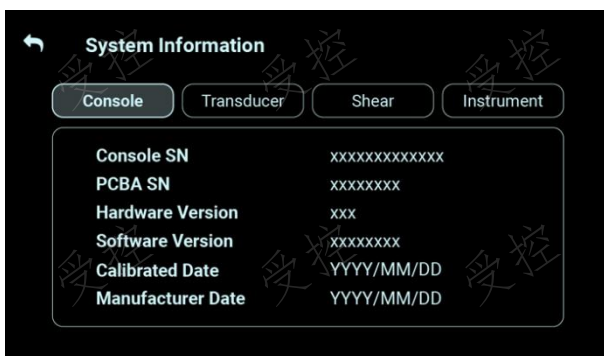 System Information
Console Transducer Shear Instrument
Console SN xxxxxxxxxxxxx
PCBA SN xxxxxxxx
Hardware Version xxx
Software Version xxxxxxxx
Calibrated Date YYYY/MM/DD
Manufacturer Date YYYY/MM/DD
受控
受控
受控
受控
受控
受控